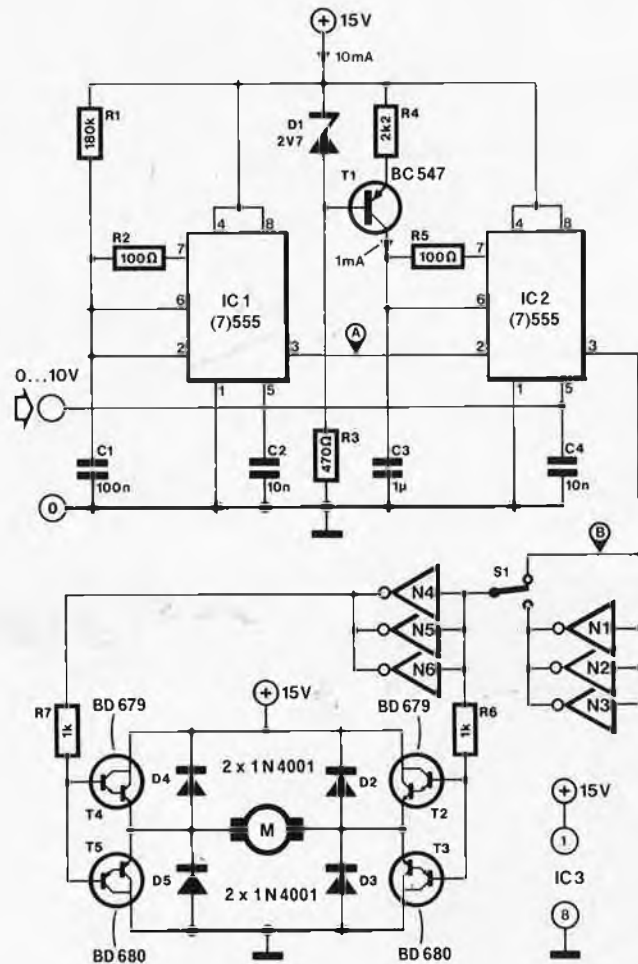 15V
10mA
R1
180k
D1
2V7
2k2
R4
T1
BC 547
4
8
R2
100Ω
7
6
2
IC 1
(7)555
3
1
5
1mA
R5
100Ω
7
4
8
6
2
IC 2
(7)555
3
1
5
A
0...10V
C1
100n
C2
10n
R3
470Ω
C3
1µ
C4
10n
0
B
S1
N4
N5
N6
N1
N2
N3
R7
1k
BD 679
15V
BD 679
R6
1k
D4
2 x 1N4001
D2
T4
T2
M
T5
T3
D5
2 x 1N4001
D3
BD 680
BD 680
15V
1
IC 3
8